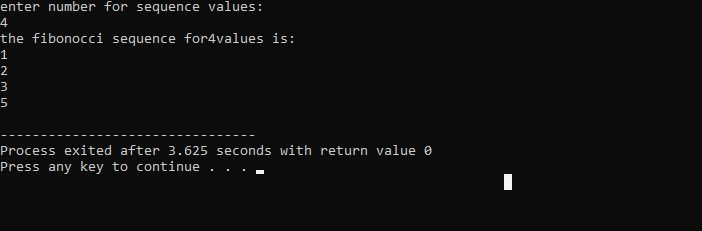 enter number for sequence values:
4
the fibonocci sequence for4values is:
1
2
3
5
--------------------------------
Process exited after 3.625 seconds with return value 0
Press any key to continue . . .